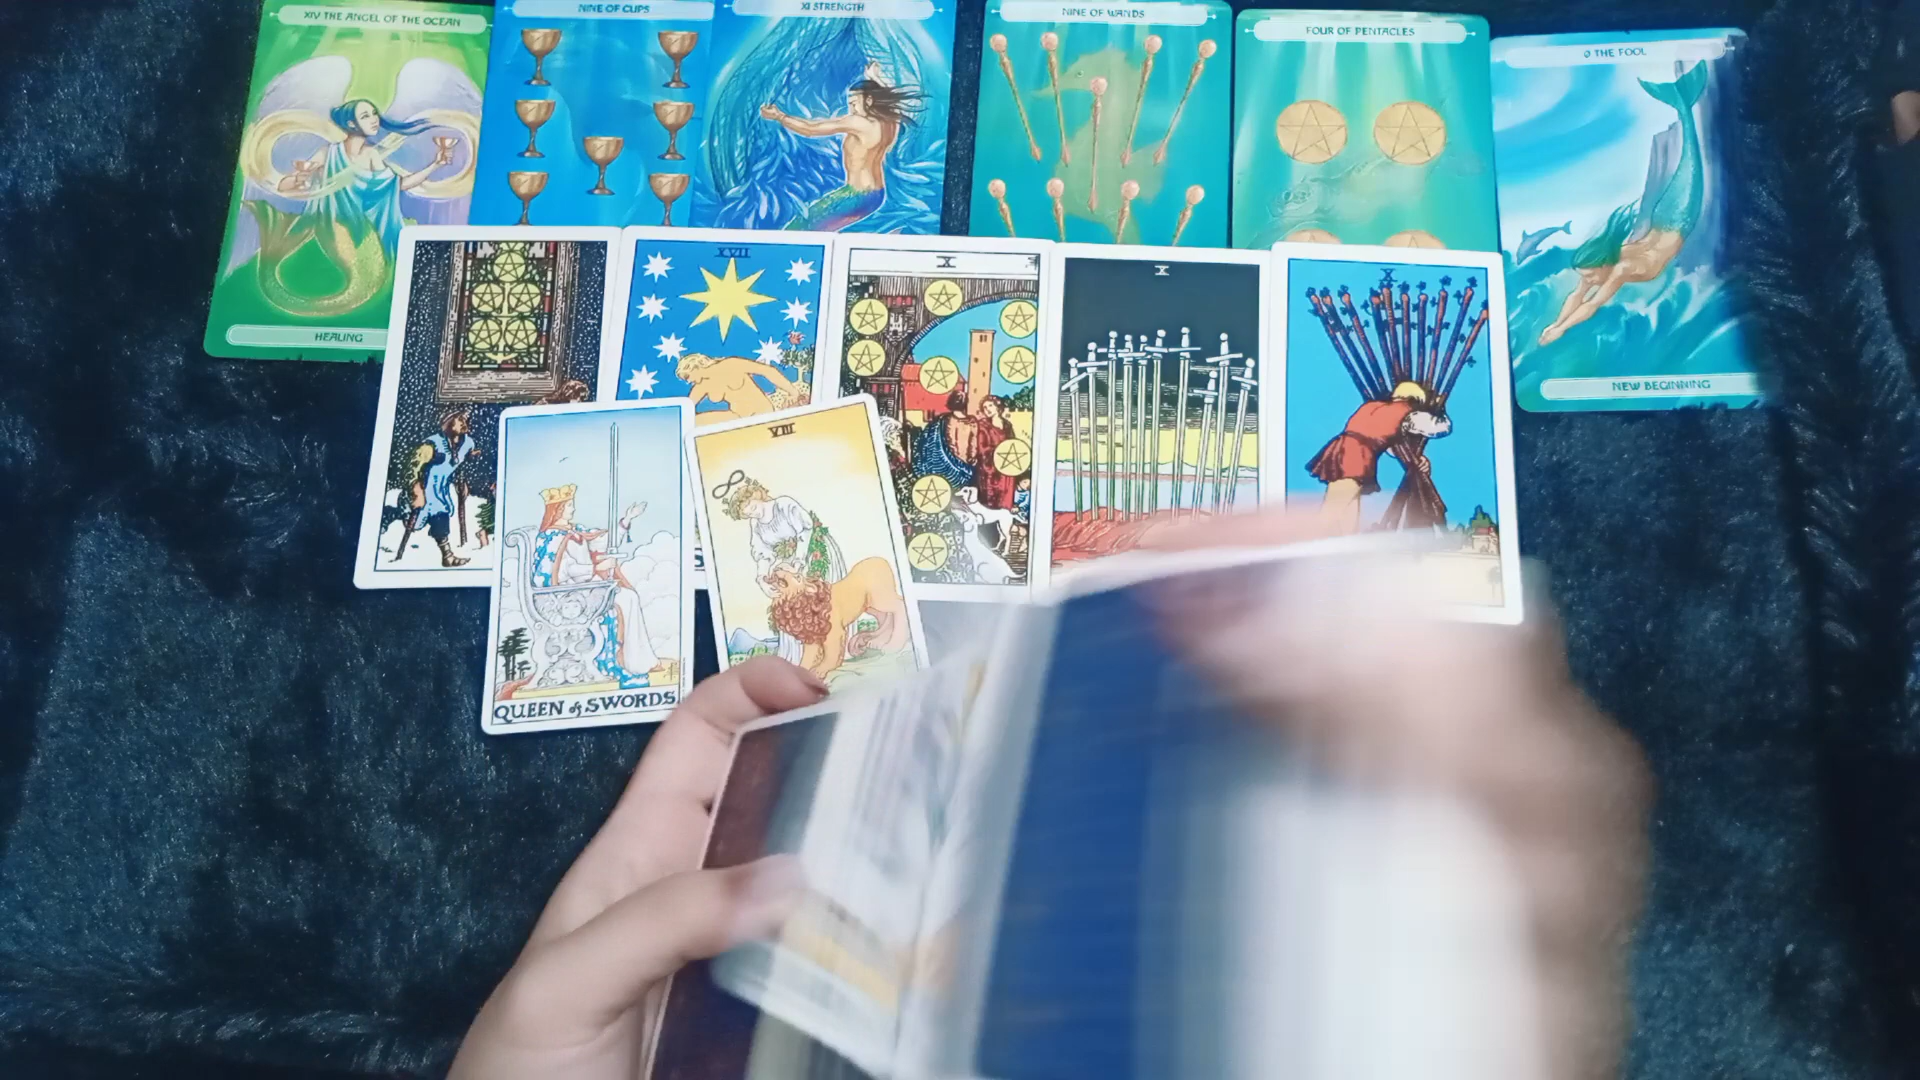 XIV THE ANGEL OF THE OCEAN
NINE OF CUPS
XI STRENGTH
NINE OF WANDS
FOUR OF PENTACLES
0 THE FOOL
HEALING
NEW BEGINNING
XVII
X
X
X
VIII
QUEEN of SWORDS